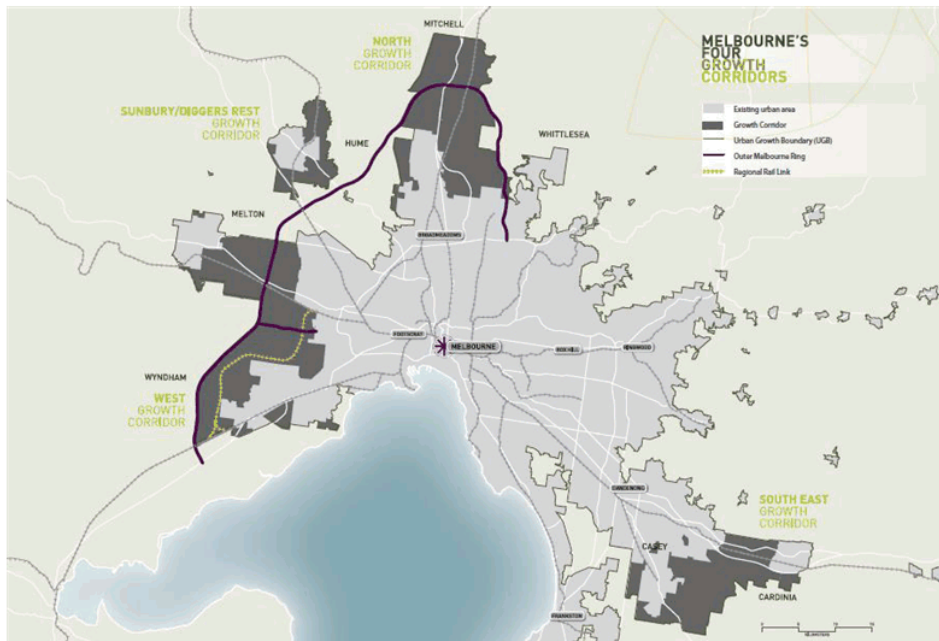 MITCHELL
NORTH
GROWTH
CORRIDOR
MELBOURNE'S
FOUR
GROWTH
CORRIDORS
Existing urban area
Growth Corridor
Urban Growth Boundary (UGB)
Outer Melbourne Ring
Regional Rail Link
SUNBURY/DIGGERS REST
GROWTH
CORRIDOR
HUME
WHITTLESEA
MELTON
BROADMEADOWS
FOOTSCRAY
MELBOURNE
BOX HILL
RINGWOOD
WYNDHAM
WEST
GROWTH
CORRIDOR
DANDENONG
SOUTH EAST
GROWTH
CORRIDOR
CASEY
CARDINIA
FRANKSTON
KILOMETERS